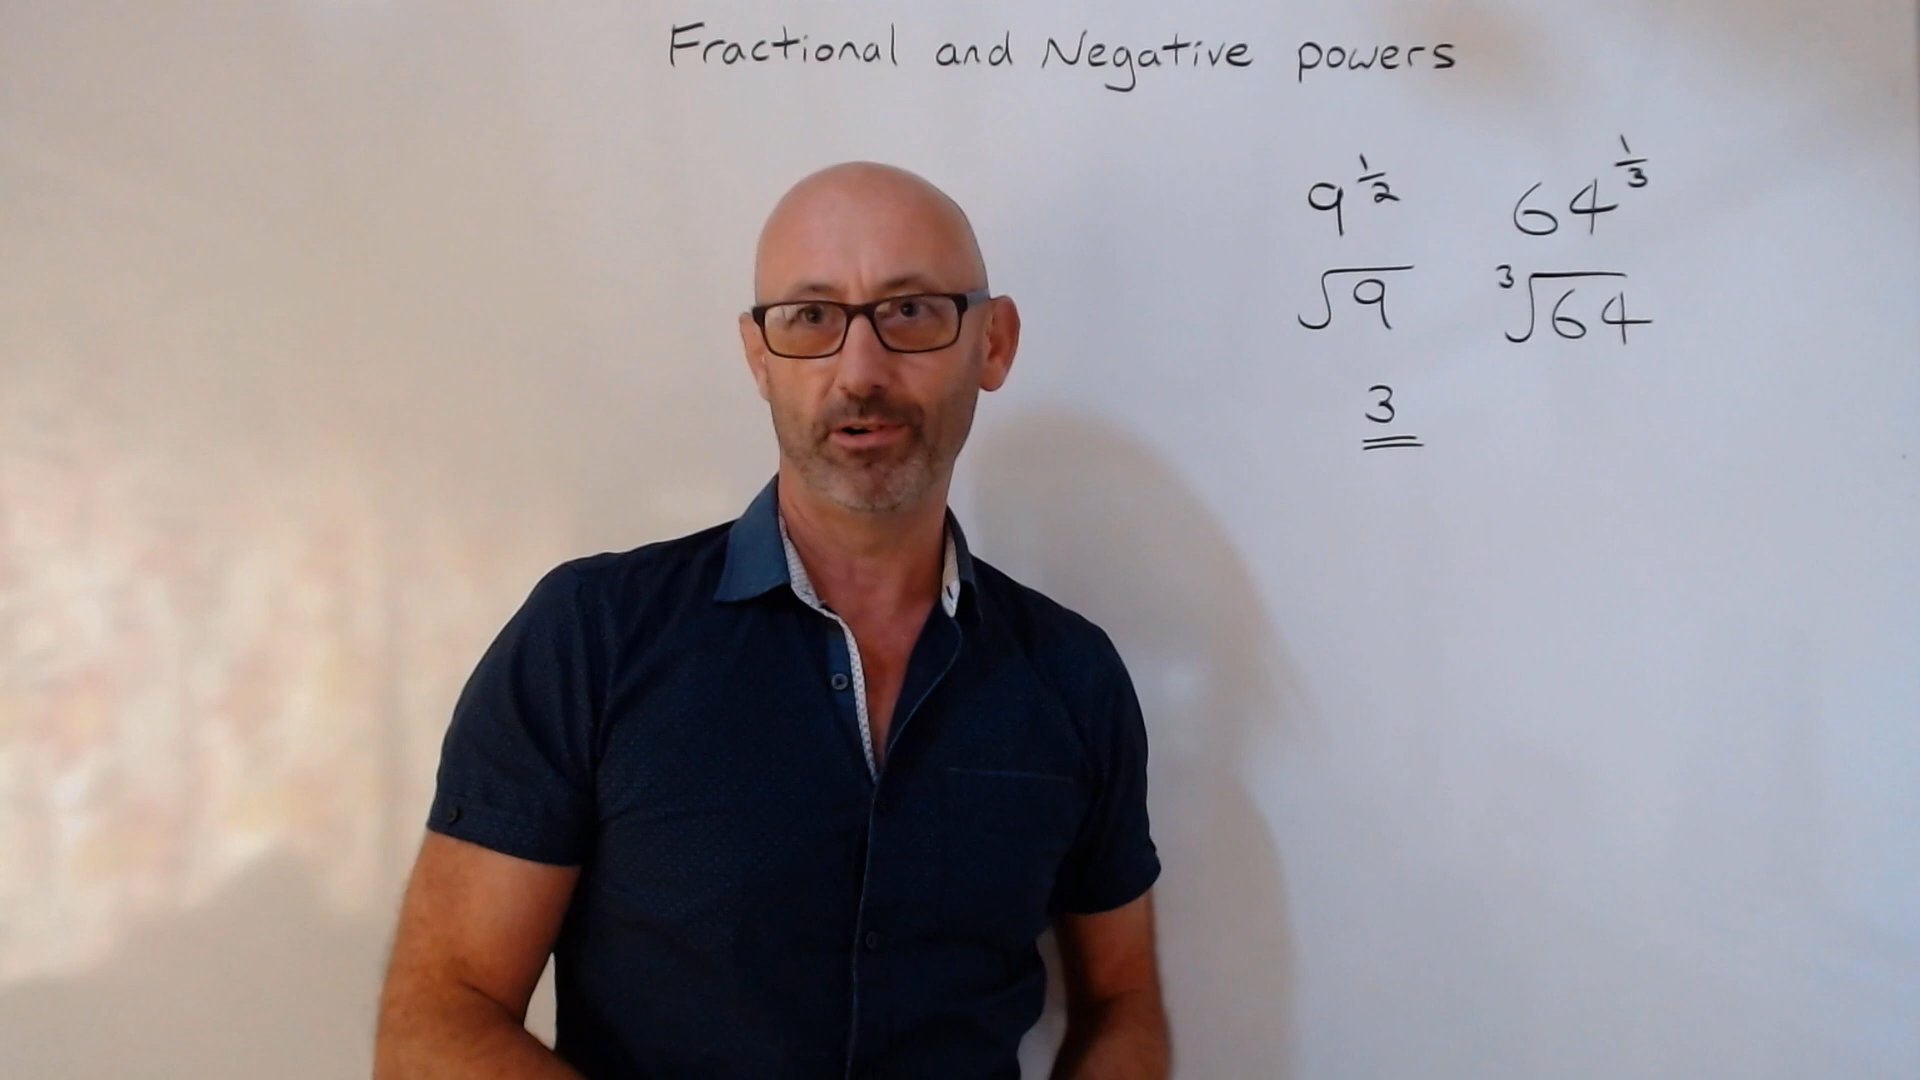 Fractional and Negative powers
9^{1/2} 64^{1/3}
√9 ∛64
3